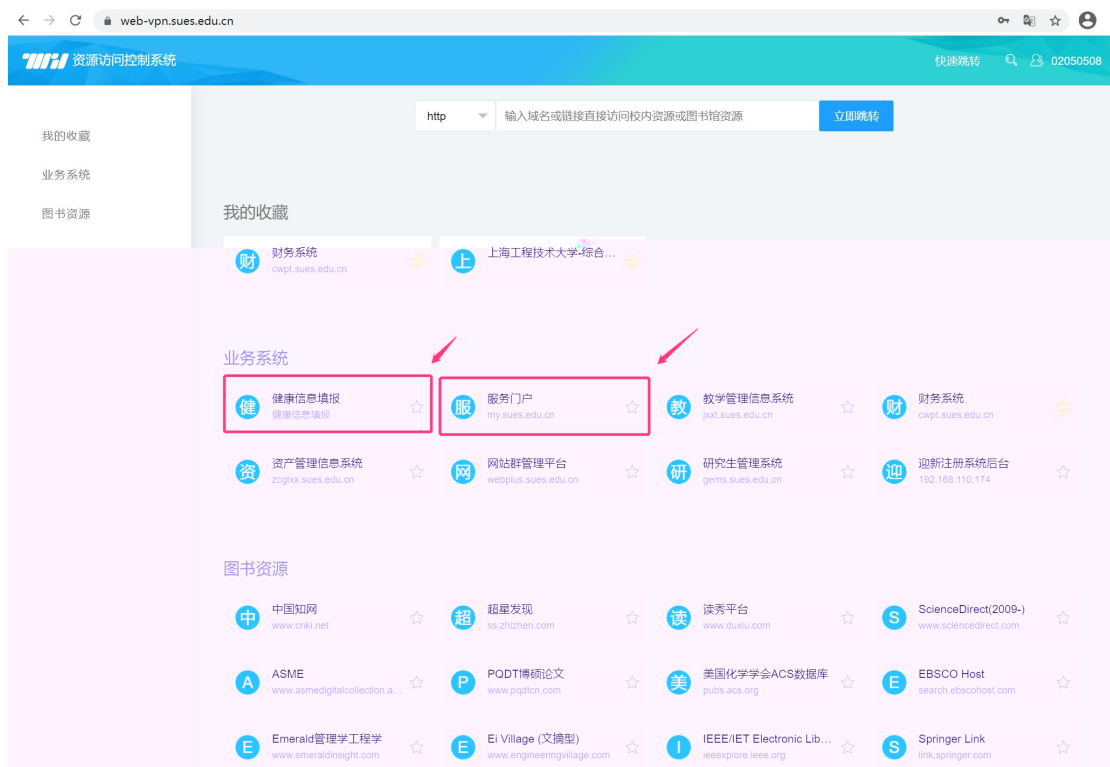 web-vpn.sues.edu.cn
资源访问控制系统
快速跳转
02050508
http
输入域名或链接直接访问校内资源或图书馆资源
立即跳转
我的收藏
业务系统
图书资源
我的收藏
财 财务系统
cwpt.sues.edu.cn
上 上海工程技术大学-综合...
业务系统
健 健康信息填报
健康信息填报
服 服务门户
my.sues.edu.cn
教 教学管理信息系统
jxxt.sues.edu.cn
财 财务系统
cwpt.sues.edu.cn
资 资产管理信息系统
zcglxx.sues.edu.cn
网 网站群管理平台
webplus.sues.edu.cn
研 研究生管理系统
gems.sues.edu.cn
迎 迎新注册系统后台
192.168.110.174
图书资源
中 中国知网
www.cnki.net
超 超星发现
ss.zhizhen.com
读 读秀平台
www.duxiu.com
S ScienceDirect(2009-)
www.sciencedirect.com
A ASME
www.asmedigitalcollection.a...
P PQDT博硕论文
www.pqdtcn.com
美 美国化学学会ACS数据库
pubs.acs.org
E EBSCO Host
search.ebscohost.com
E Emerald管理学工程学
www.emeraldinsight.com
E Ei Village (文摘型)
www.engineeringvillage.com
I IEEE/IET Electronic Lib...
ieeexplore.ieee.org
S Springer Link
link.springer.com